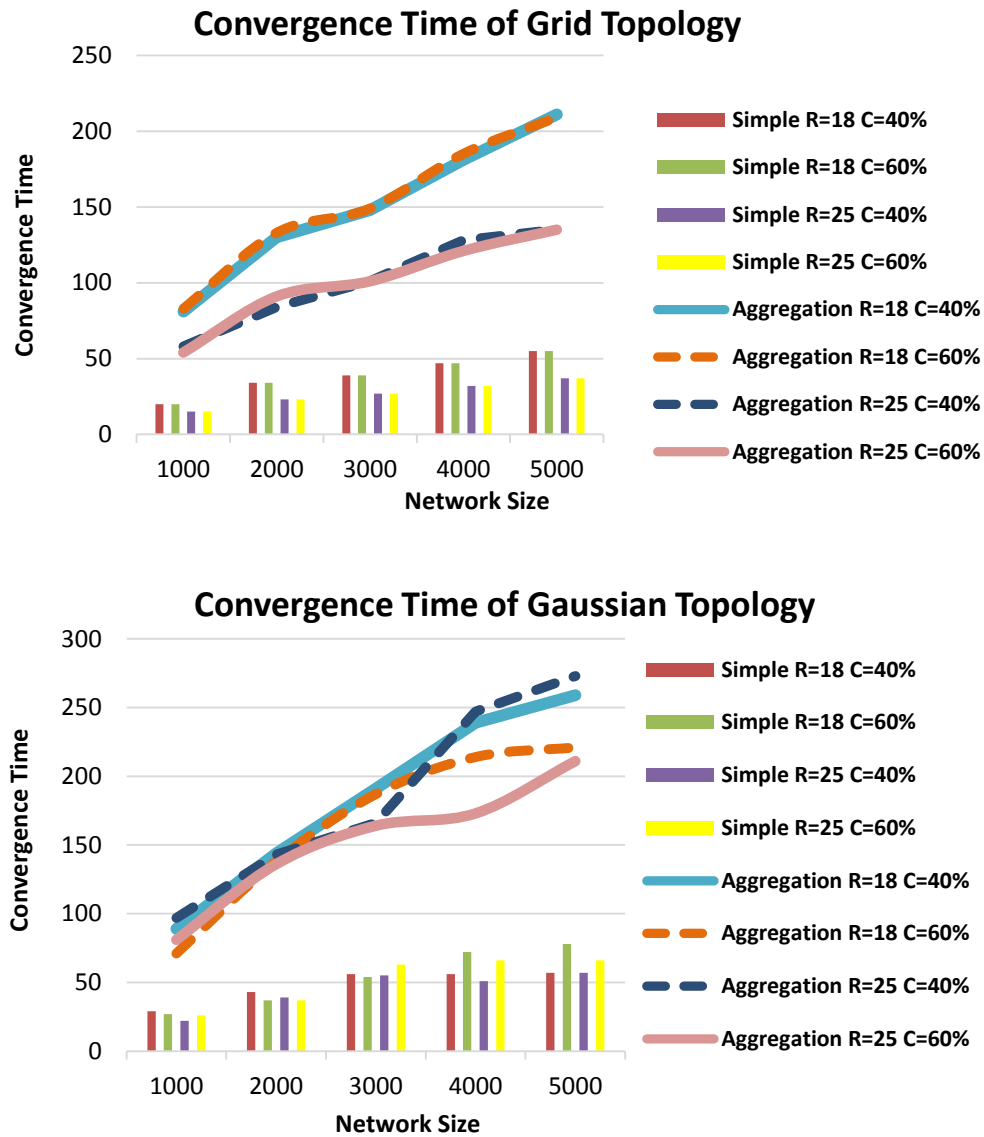 Convergence Time of Grid Topology
250
200
150
100
50
0
Convergence Time
1000 2000 3000 4000 5000
Network Size
Simple R=18 C=40%
Simple R=18 C=60%
Simple R=25 C=40%
Simple R=25 C=60%
Aggregation R=18 C=40%
Aggregation R=18 C=60%
Aggregation R=25 C=40%
Aggregation R=25 C=60%
Convergence Time of Gaussian Topology
300
250
200
150
100
50
0
Convergence Time
1000 2000 3000 4000 5000
Network Size
Simple R=18 C=40%
Simple R=18 C=60%
Simple R=25 C=40%
Simple R=25 C=60%
Aggregation R=18 C=40%
Aggregation R=18 C=60%
Aggregation R=25 C=40%
Aggregation R=25 C=60%